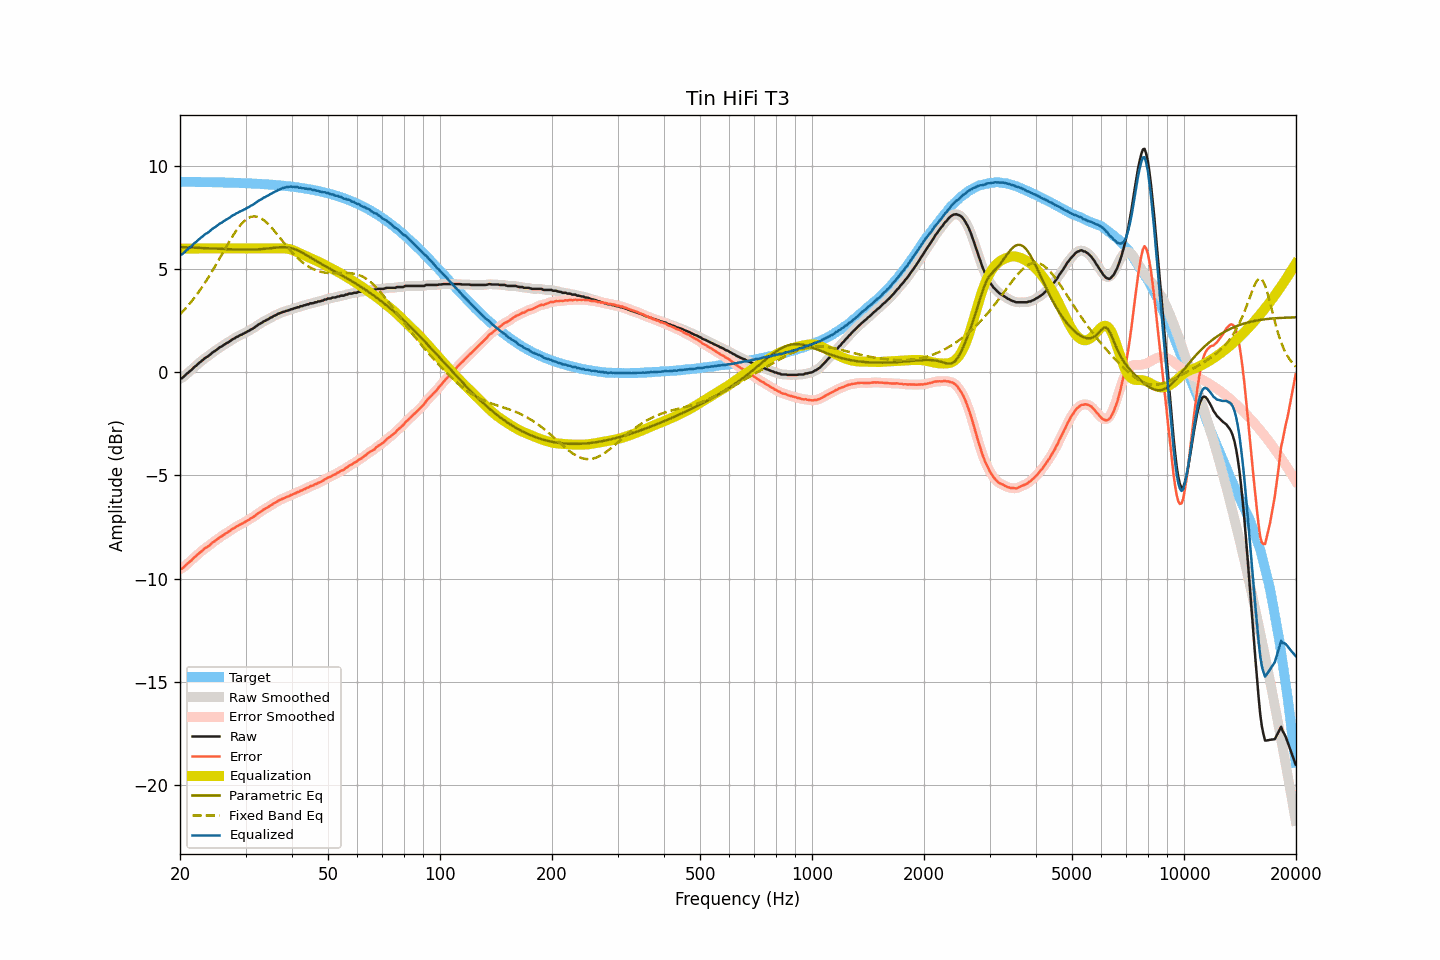 Tin HiFi T3
10
5
0
−5
−10
−15
−20
Amplitude (dBr)
Target
Raw Smoothed
Error Smoothed
Raw
Error
Equalization
Parametric Eq
Fixed Band Eq
Equalized
20 50 100 200 500 1000 2000 5000 10000 20000
Frequency (Hz)